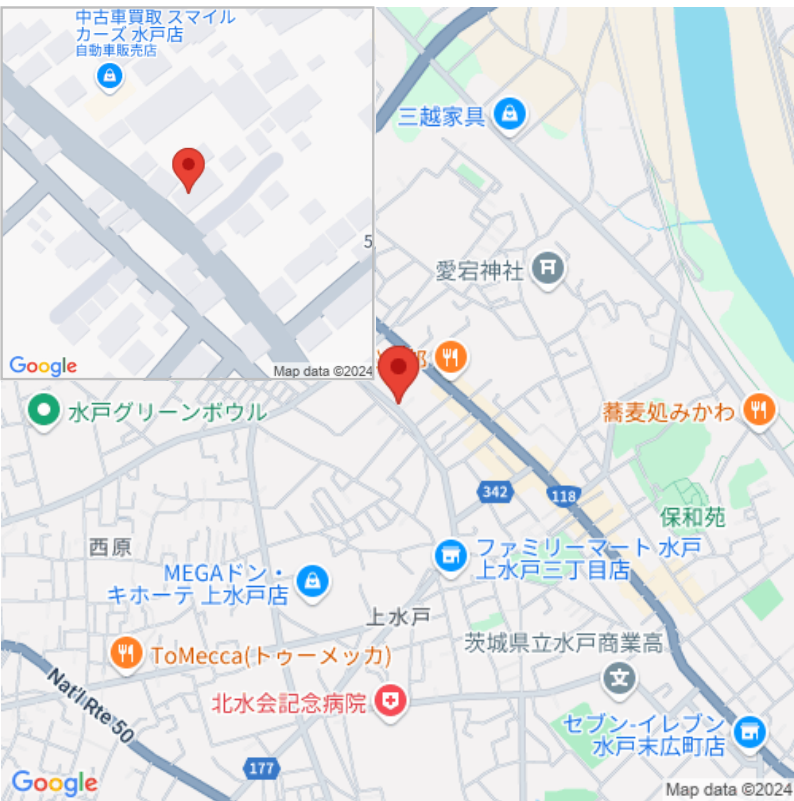 中古車買取 スマイル
カーズ 水戸店
自動車販売店
5
Google
Map data ©2024
三越家具
愛宕神社
水戸グリーンボウル
蕎麦処みかわ
342
118
保和苑
西原
ファミリーマート 水戸
上水戸三丁目店
MEGAドン・
キホーテ 上水戸店
上水戸
茨城県立水戸商業高
ToMecca(トゥーメッカ)
北水会記念病院
Nat'l Rte 50
セブン-イレブン
水戸末広町店
177
Google
Map data ©2024